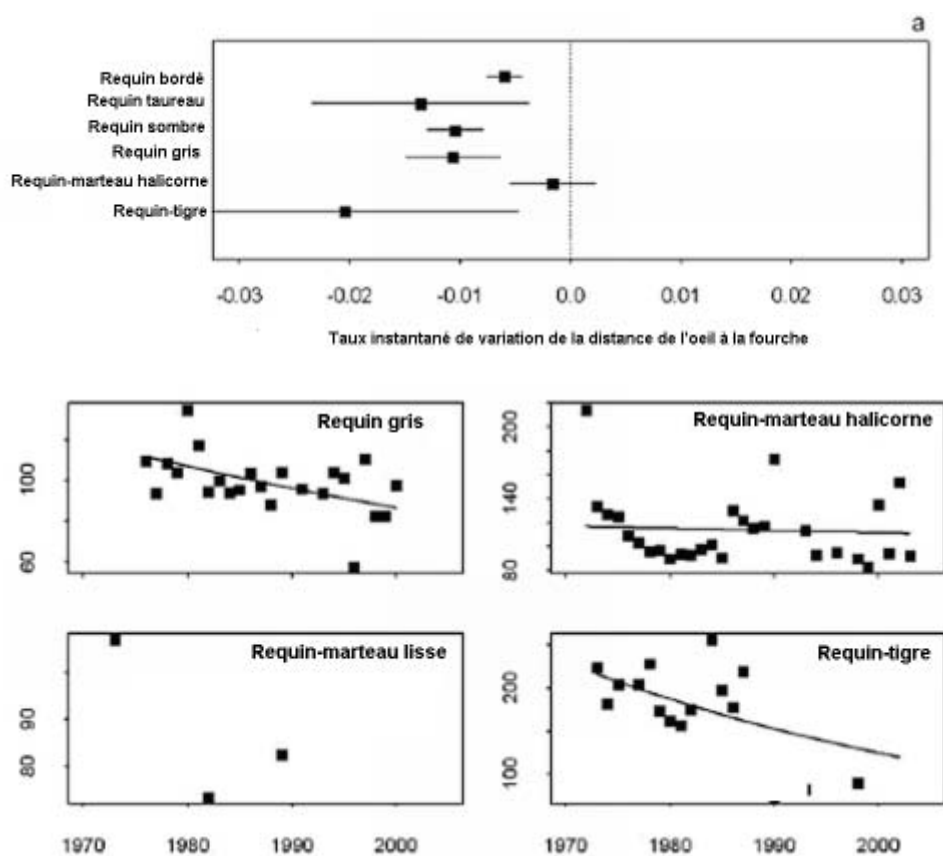 a
Requin bordè
Requin taureau
Requin sombre
Requin gris
Requin-marteau halicorne
Requin-tigre
-0.03 -0.02 -0.01 0.0 0.01 0.02 0.03
Taux instantané de variation de la distance de l'oeil à la fourche
Requin gris
100
60
Requin-marteau halicorne
200
140
80
Requin-marteau lisse
90
80
1970 1980 1990 2000
Requin-tigre
200
100
1970 1980 1990 2000